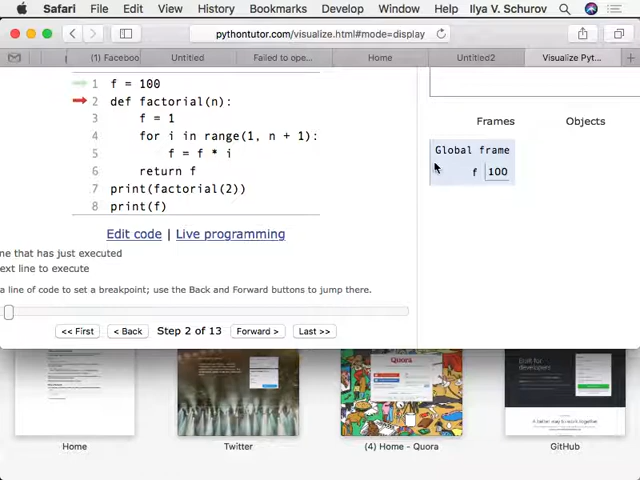 Safari File Edit View History Bookmarks Develop Window Help Ilya V. Schurov
pythontutor.com/visualize.html#mode=display
(1) Faceboo Untitled Failed to ope... Home Untitled2 Visualize Pyt...
1 f = 100
2 def factorial(n):
3 f = 1
4 for i in range(1, n + 1):
5 f = f * i
6 return f
7 print(factorial(2))
8 print(f)
Edit code | Live programming
ne that has just executed
ext line to execute
a line of code to set a breakpoint; use the Back and Forward buttons to jump there.
<< First < Back Step 2 of 13 Forward > Last >>
Frames Objects
Global frame
f 100
Quora
Built for developers
Home Twitter (4) Home - Quora GitHub